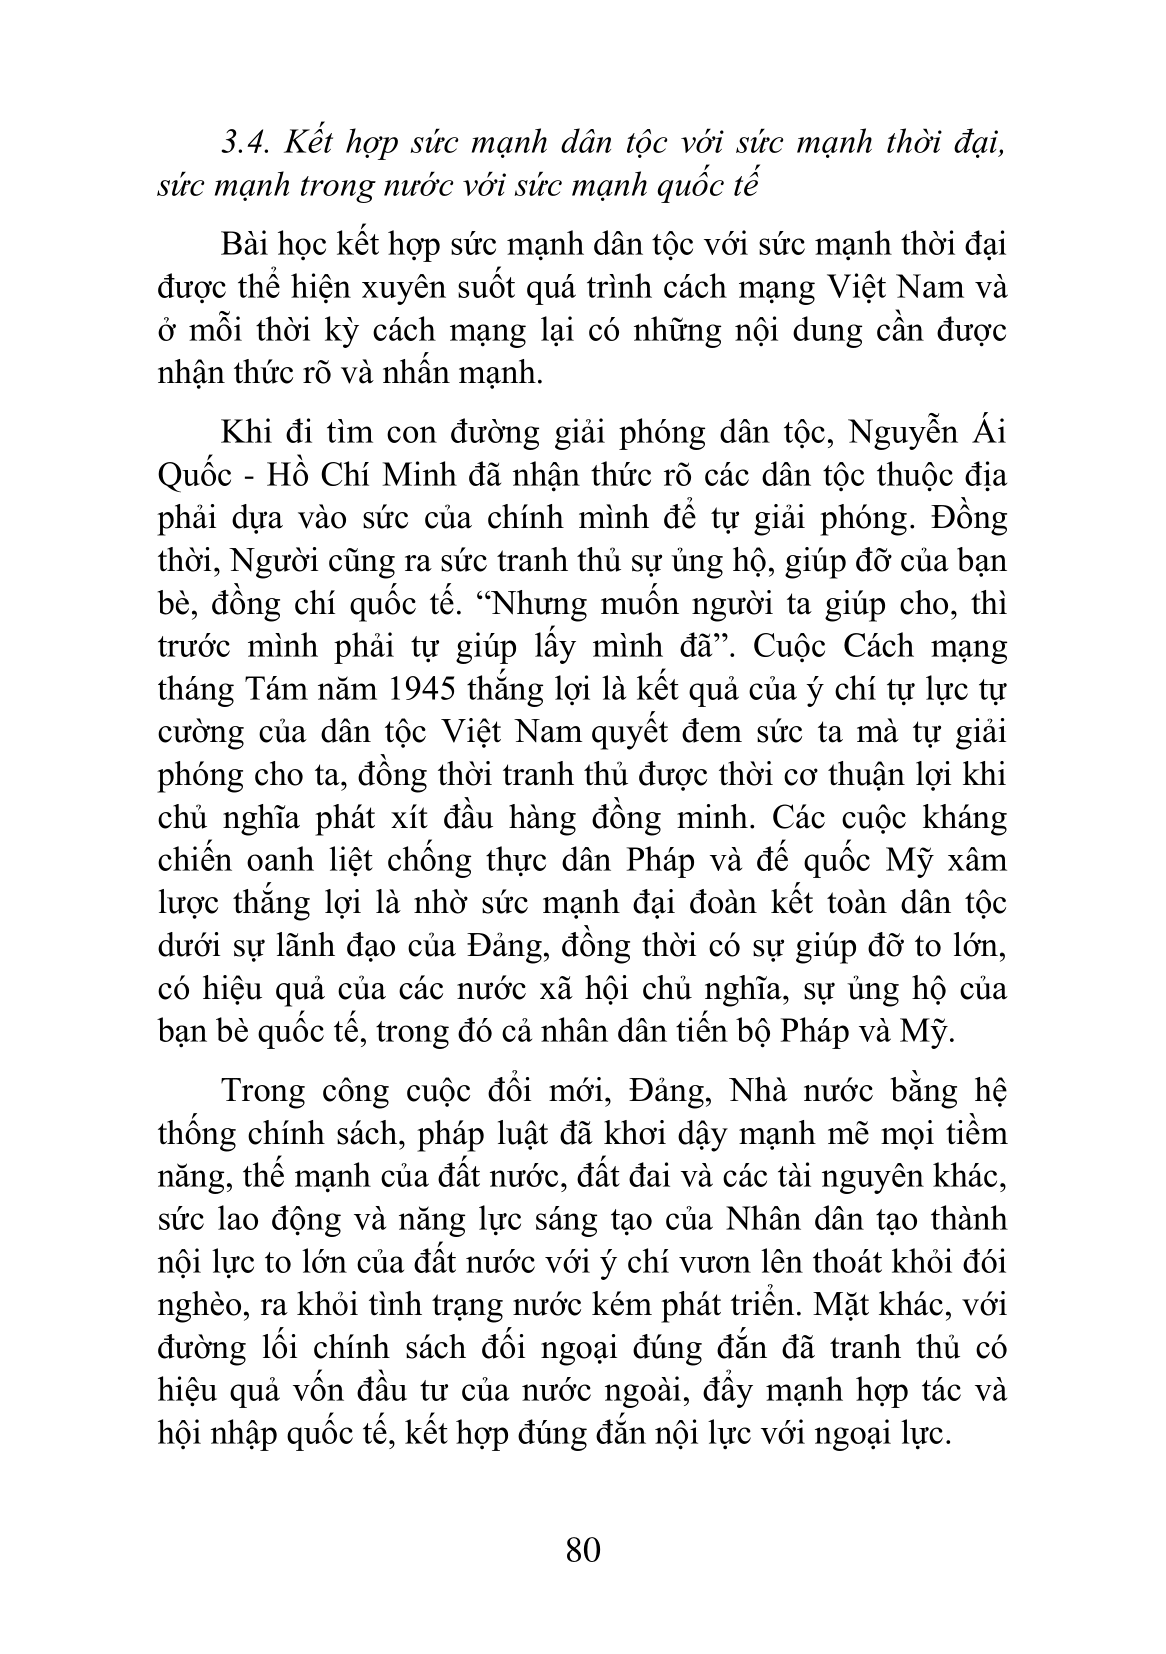 3.4. Kết hợp sức mạnh dân tộc với sức mạnh thời đại,
sức mạnh trong nước với sức mạnh quốc tế
Bài học kết hợp sức mạnh dân tộc với sức mạnh thời đại
được thể hiện xuyên suốt quá trình cách mạng Việt Nam và
ở mỗi thời kỳ cách mạng lại có những nội dung cần được
nhận thức rõ và nhấn mạnh.
Khi đi tìm con đường giải phóng dân tộc, Nguyễn Ái
Quốc - Hồ Chí Minh đã nhận thức rõ các dân tộc thuộc địa
phải dựa vào sức của chính mình để tự giải phóng. Đồng
thời, Người cũng ra sức tranh thủ sự ủng hộ, giúp đỡ của bạn
bè, đồng chí quốc tế. “Nhưng muốn người ta giúp cho, thì
trước mình phải tự giúp lấy mình đã”. Cuộc Cách mạng
tháng Tám năm 1945 thắng lợi là kết quả của ý chí tự lực tự
cường của dân tộc Việt Nam quyết đem sức ta mà tự giải
phóng cho ta, đồng thời tranh thủ được thời cơ thuận lợi khi
chủ nghĩa phát xít đầu hàng đồng minh. Các cuộc kháng
chiến oanh liệt chống thực dân Pháp và đế quốc Mỹ xâm
lược thắng lợi là nhờ sức mạnh đại đoàn kết toàn dân tộc
dưới sự lãnh đạo của Đảng, đồng thời có sự giúp đỡ to lớn,
có hiệu quả của các nước xã hội chủ nghĩa, sự ủng hộ của
bạn bè quốc tế, trong đó cả nhân dân tiến bộ Pháp và Mỹ.
Trong công cuộc đổi mới, Đảng, Nhà nước bằng hệ
thống chính sách, pháp luật đã khơi dậy mạnh mẽ mọi tiềm
năng, thế mạnh của đất nước, đất đai và các tài nguyên khác,
sức lao động và năng lực sáng tạo của Nhân dân tạo thành
nội lực to lớn của đất nước với ý chí vươn lên thoát khỏi đói
nghèo, ra khỏi tình trạng nước kém phát triển. Mặt khác, với
đường lối chính sách đối ngoại đúng đắn đã tranh thủ có
hiệu quả vốn đầu tư của nước ngoài, đẩy mạnh hợp tác và
hội nhập quốc tế, kết hợp đúng đắn nội lực với ngoại lực.
80